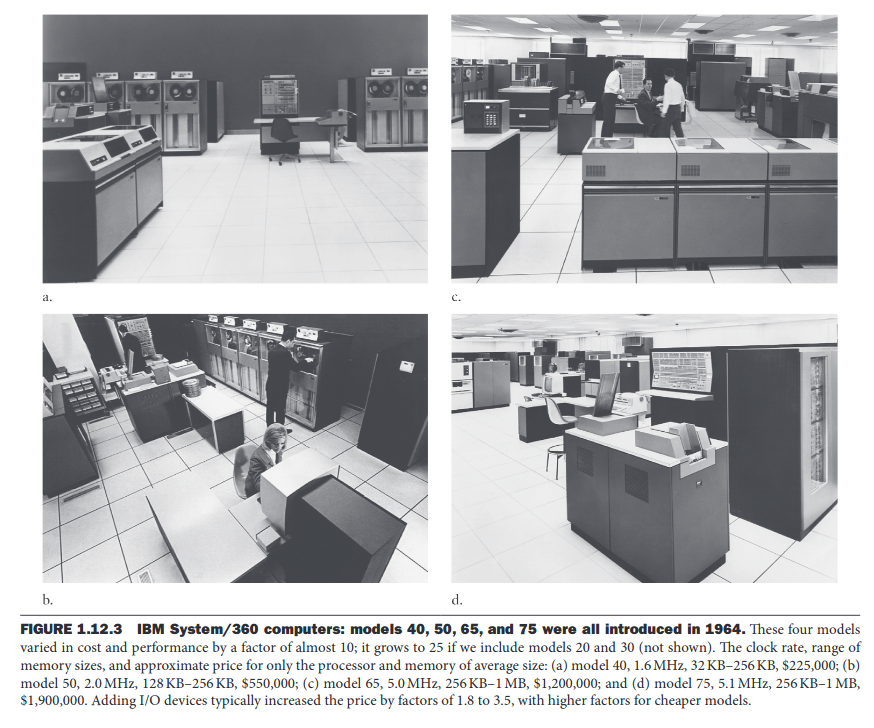 a.
c.
b.
d.
FIGURE 1.12.3 IBM System/360 computers: models 40, 50, 65, and 75 were all introduced in 1964. These four models
varied in cost and performance by a factor of almost 10; it grows to 25 if we include models 20 and 30 (not shown). The clock rate, range of
memory sizes, and approximate price for only the processor and memory of average size: (a) model 40, 1.6 MHz, 32 KB–256 KB, $225,000; (b)
model 50, 2.0 MHz, 128 KB–256 KB, $550,000; (c) model 65, 5.0 MHz, 256 KB–1 MB, $1,200,000; and (d) model 75, 5.1 MHz, 256 KB–1 MB,
$1,900,000. Adding I/O devices typically increased the price by factors of 1.8 to 3.5, with higher factors for cheaper models.